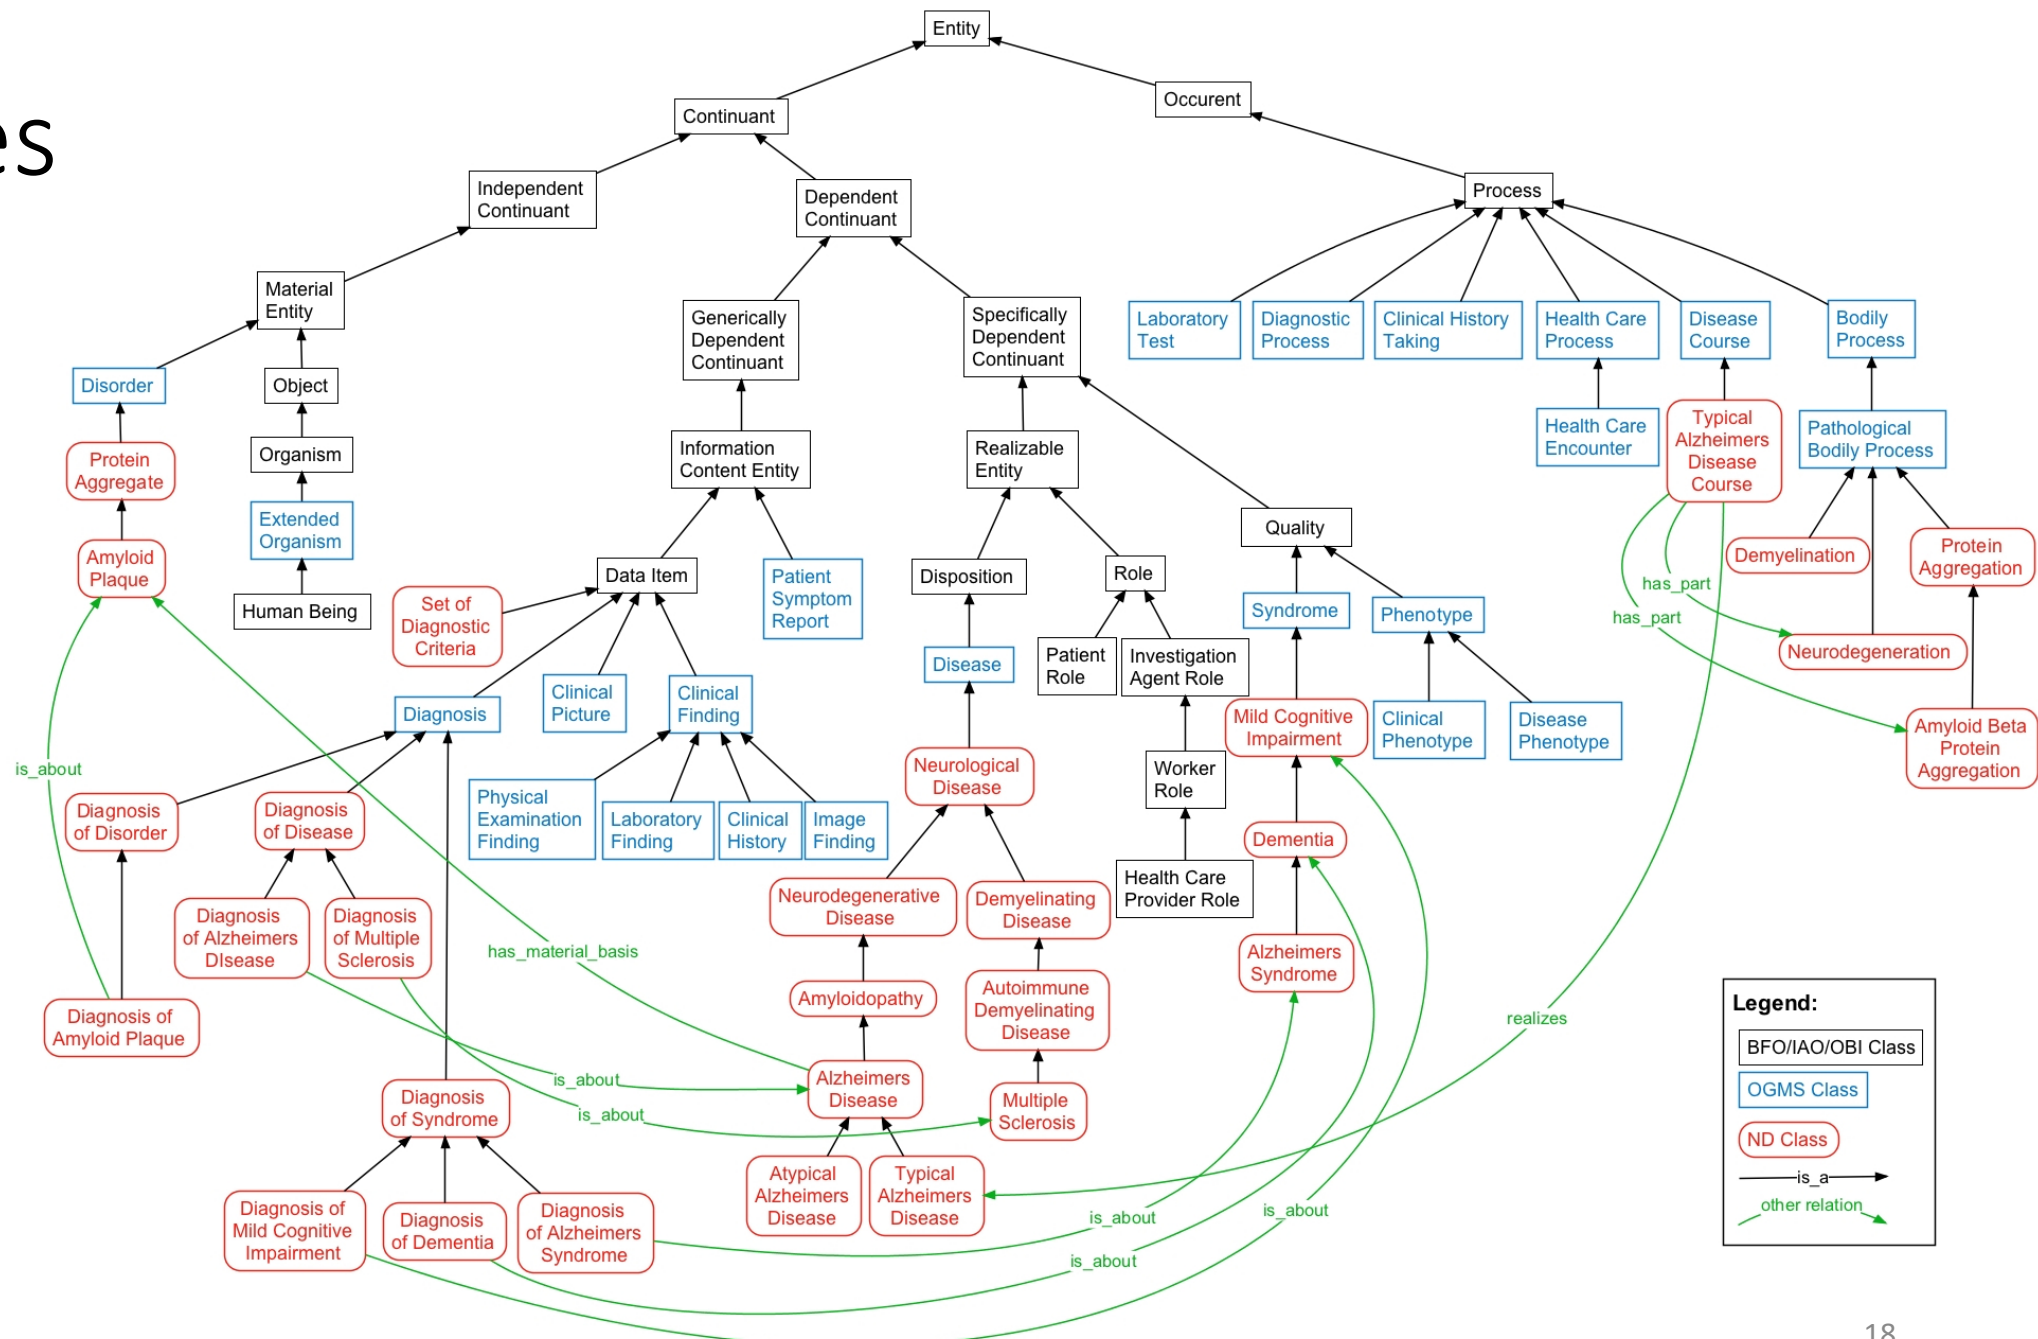 es
Entity
Continuant
Occurent
Independent
Continuant
Dependent
Continuant
Process
Material
Entity
Generically
Dependent
Continuant
Specifically
Dependent
Continuant
Laboratory
Test
Diagnostic
Process
Clinical History
Taking
Health Care
Process
Disease
Course
Bodily
Process
Disorder
Object
Protein
Aggregate
Organism
Information
Content Entity
Realizable
Entity
Health Care
Encounter
Typical
Alzheimers
Disease
Course
Pathological
Bodily Process
Extended
Organism
Quality
Amyloid
Plaque
Human Being
Set of
Diagnostic
Criteria
Data Item
Patient
Symptom
Report
Disposition
Role
Syndrome
Phenotype
Demyelination
Protein
Aggregation
has_part
has_part
Neurodegeneration
Disease
Patient
Role
Investigation
Agent Role
Diagnosis
Clinical
Picture
Clinical
Finding
Mild Cognitive
Impairment
Clinical
Phenotype
Disease
Phenotype
Amyloid Beta
Protein
Aggregation
is_about
Neurological
Disease
Worker
Role
Diagnosis
of Disorder
Diagnosis
of Disease
Physical
Examination
Finding
Laboratory
Finding
Clinical
History
Image
Finding
Dementia
Neurodegenerative
Disease
Demyelinating
Disease
Health Care
Provider Role
Diagnosis
of Alzheimers
DIsease
Diagnosis
of Multiple
Sclerosis
has_material_basis
Alzheimers
Syndrome
Amyloidopathy
Autoimmune
Demyelinating
Disease
Diagnosis of
Amyloid Plaque
realizes
is_about
is_about
Alzheimers
Disease
Multiple
Sclerosis
Diagnosis
of Syndrome
Atypical
Alzheimers
Disease
Typical
Alzheimers
Disease
Diagnosis of
Mild Cognitive
Impairment
Diagnosis
of Dementia
Diagnosis
of Alzheimers
Syndrome
is_about
is_about
is_about
Legend:
BFO/IAO/OBI Class
OGMS Class
ND Class
is_a
other relation
18